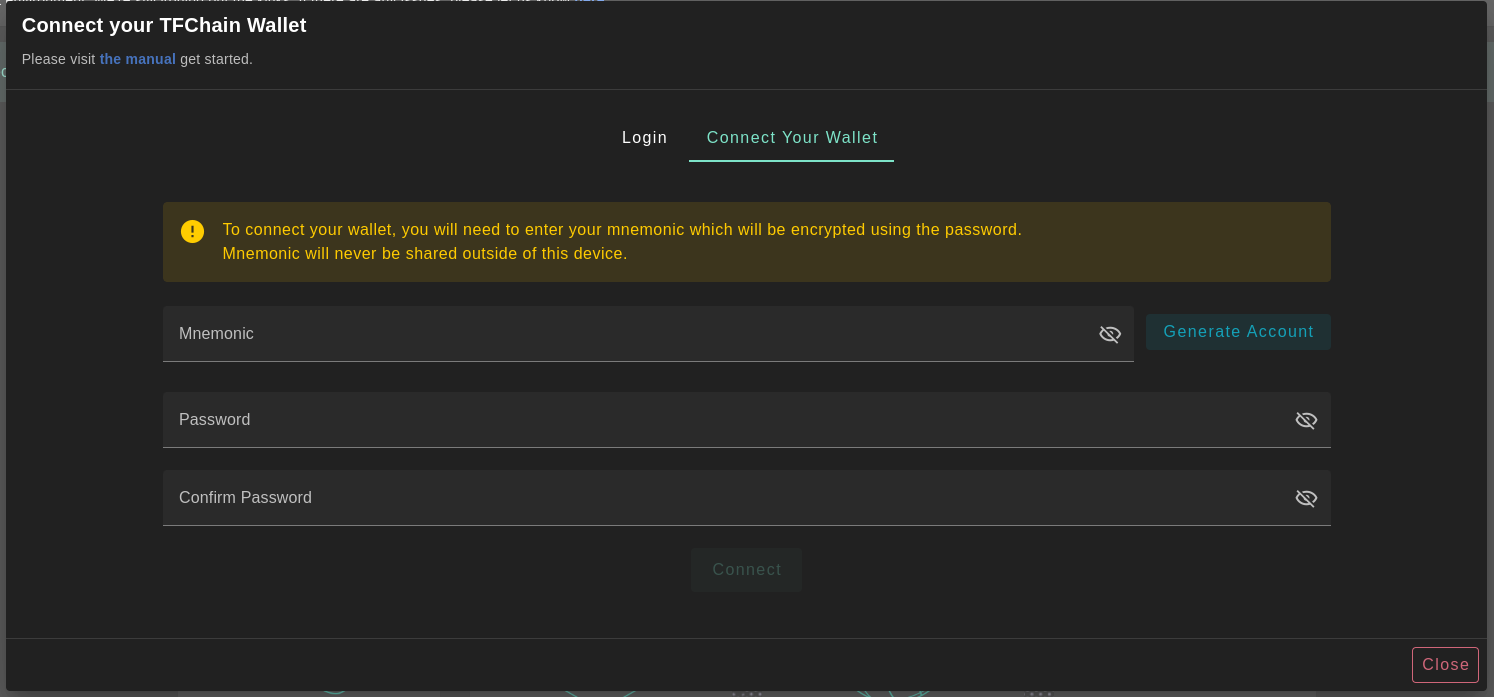 Connect your TFChain Wallet
Please visit the manual get started.
Login
Connect Your Wallet
To connect your wallet, you will need to enter your mnemonic which will be encrypted using the password.
Mnemonic will never be shared outside of this device.
Mnemonic
Generate Account
Password
Confirm Password
Connect
Close